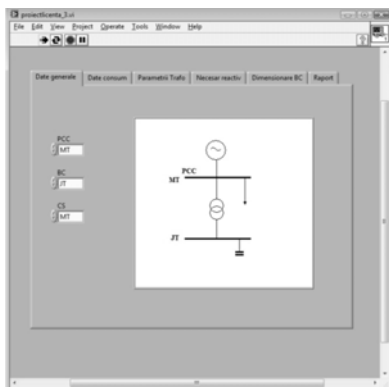 proiectlicenta_3.vi
File Edit View Project Operate Tools Window Help
Date generale Date consum Parametrii Trafo Necesar reactiv Dimensionare BC Raport
PCC
MT
BC
JT
CS
MT
PCC
MT
JT